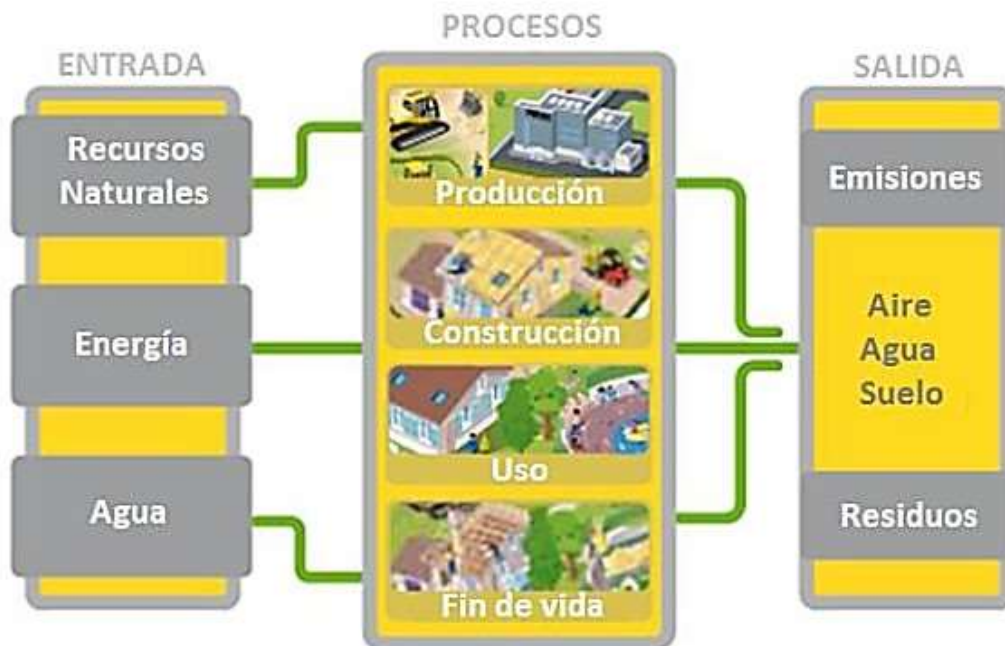 ENTRADA
Recursos
Naturales
Energía
Agua
PROCESOS
Producción
Construcción
Uso
Fin de vida
SALIDA
Emisiones
Aire
Agua
Suelo
Residuos